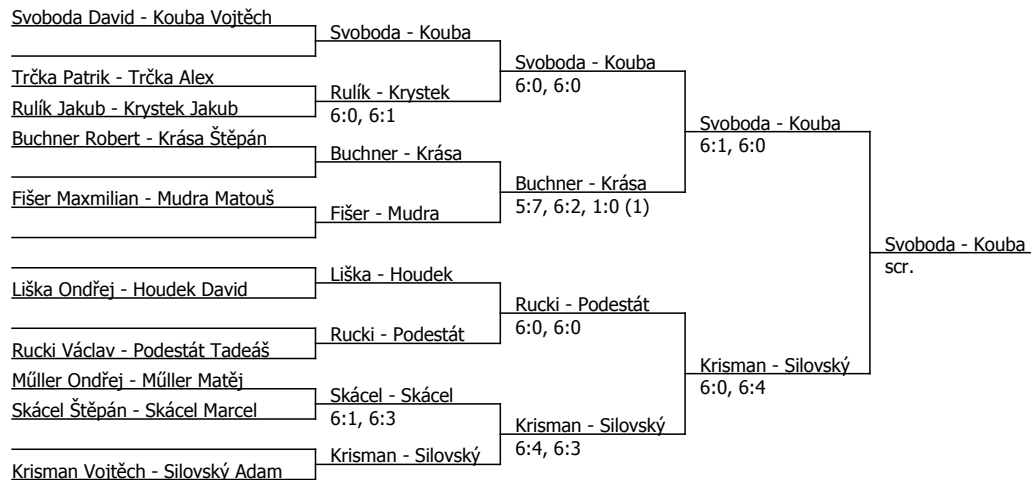 Svoboda David - Kouba Vojtěch
Trčka Patrik - Trčka Alex
Rulík Jakub - Krystek Jakub
Buchner Robert - Krása Štěpán
Fišer Maxmilian - Mudra Matouš
Liška Ondřej - Houdek David
Rucki Václav - Podestát Tadeáš
Műller Ondřej - Műller Matěj
Skácel Štěpán - Skácel Marcel
Krisman Vojtěch - Silovský Adam
Svoboda - Kouba
Rulík - Krystek
6:0, 6:1
Buchner - Krása
Fišer - Mudra
Liška - Houdek
Rucki - Podestát
Skácel - Skácel
6:1, 6:3
Krisman - Silovský
Svoboda - Kouba
6:0, 6:0
Buchner - Krása
5:7, 6:2, 1:0 (1)
Rucki - Podestát
6:0, 6:0
Krisman - Silovský
6:4, 6:3
Svoboda - Kouba
6:1, 6:0
Krisman - Silovský
6:0, 6:4
Svoboda - Kouba
scr.